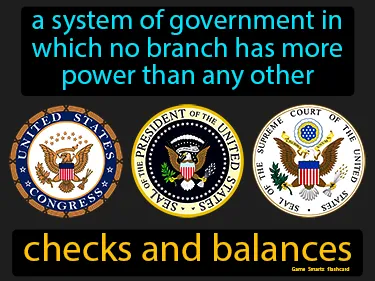 a system of government in
which no branch has more
power than any other
UNITED STATES
CONGRESS
SEAL OF THE PRESIDENT OF THE UNITED STATES
SEAL OF THE SUPREME COURT OF THE UNITED STATES
checks and balances
Game Smartz flashcard